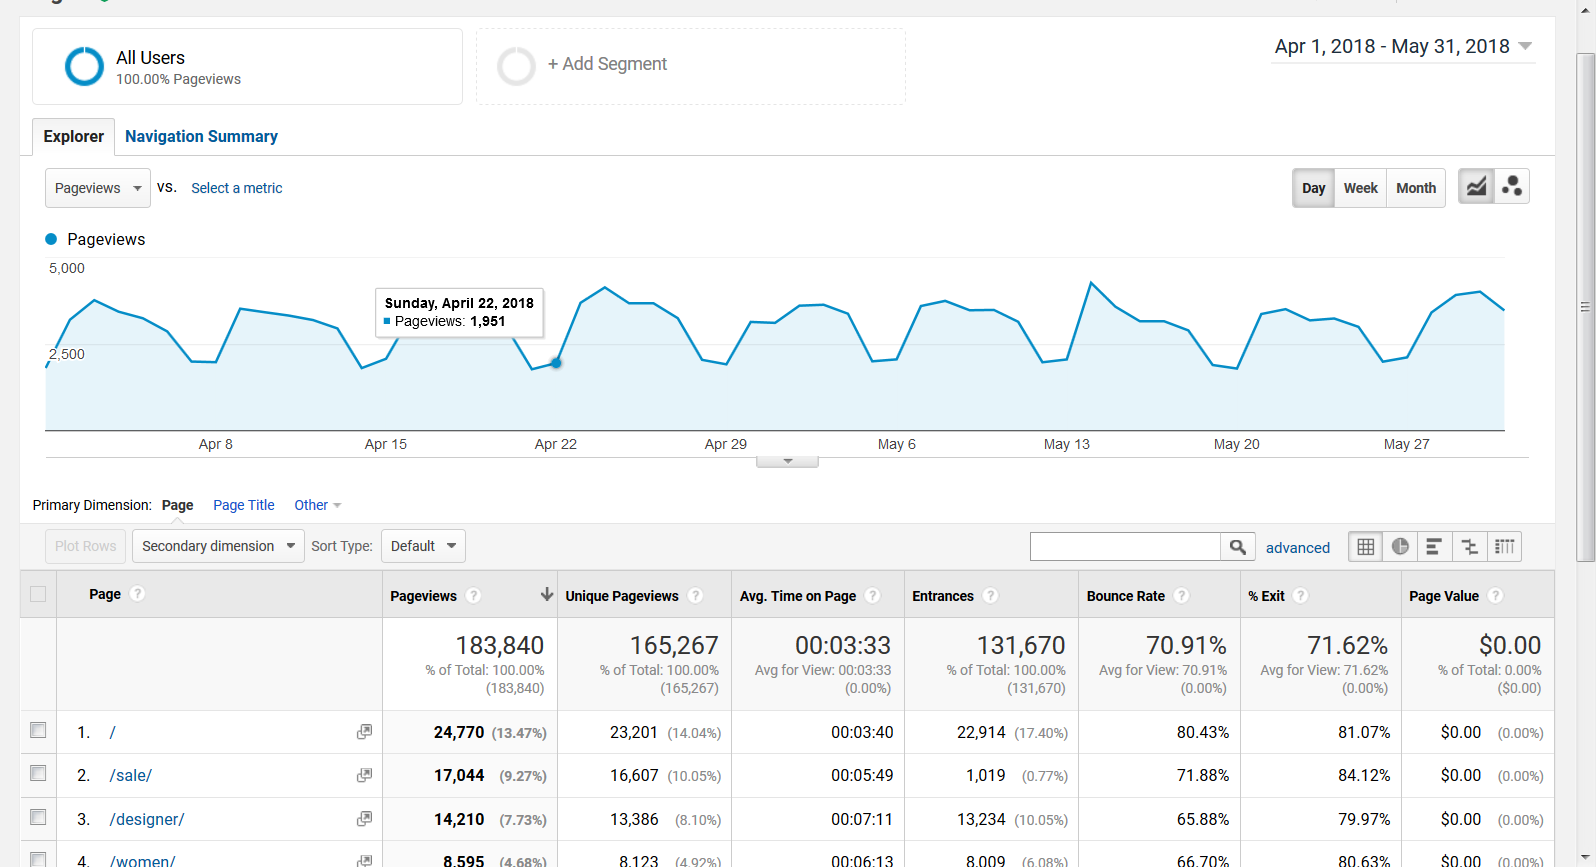 All Users
100.00% Pageviews
+ Add Segment
Apr 1, 2018 - May 31, 2018
Explorer
Navigation Summary
Pageviews
VS.
Select a metric
Day
Week
Month
Pageviews
5,000
2,500
Sunday, April 22, 2018
Pageviews: 1,951
Apr 8
Apr 15
Apr 22
Apr 29
May 6
May 13
May 20
May 27
Primary Dimension: Page Page Title Other
Plot Rows
Secondary dimension
Sort Type:
Default
advanced
Page ? Pageviews ? Unique Pageviews ? Avg. Time on Page ? Entrances ? Bounce Rate ? % Exit ? Page Value ?
183,840 165,267 00:03:33 131,670 70.91% 71.62% $0.00
% of Total: 100.00% % of Total: 100.00% Avg for View: 00:03:33 % of Total: 100.00% Avg for View: 70.91% Avg for View: 71.62% % of Total: 0.00%
(183,840) (165,267) (0.00%) (131,670) (0.00%) (0.00%) ($0.00)
1. / 24,770 (13.47%) 23,201 (14.04%) 00:03:40 22,914 (17.40%) 80.43% 81.07% $0.00 (0.00%)
2. /sale/ 17,044 (9.27%) 16,607 (10.05%) 00:05:49 1,019 (0.77%) 71.88% 84.12% $0.00 (0.00%)
3. /designer/ 14,210 (7.73%) 13,386 (8.10%) 00:07:11 13,234 (10.05%) 65.88% 79.97% $0.00 (0.00%)
4. /women/ 8,595 (4.68%) 8,123 (4.92%) 00:06:13 8,009 (6.08%) 66.70% 80.63% $0.00 (0.00%)